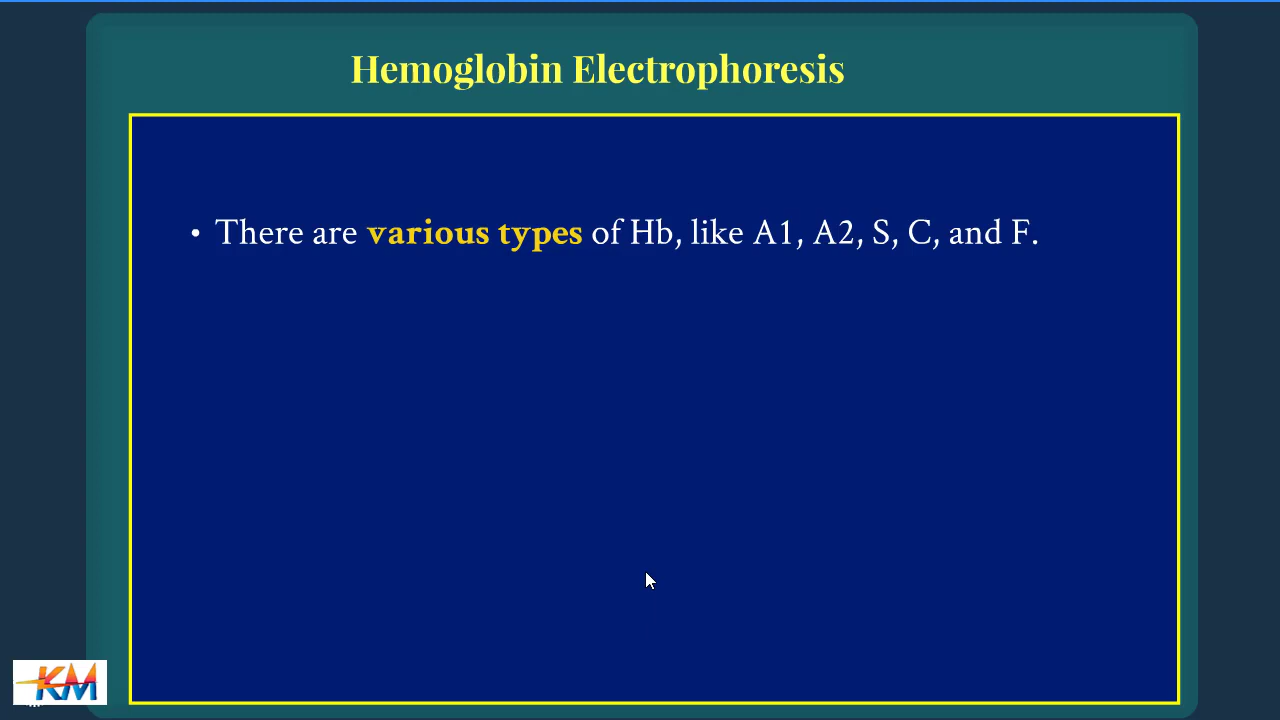 Hemoglobin Electrophoresis
• There are various types of Hb, like A1, A2, S, C, and F.
KM